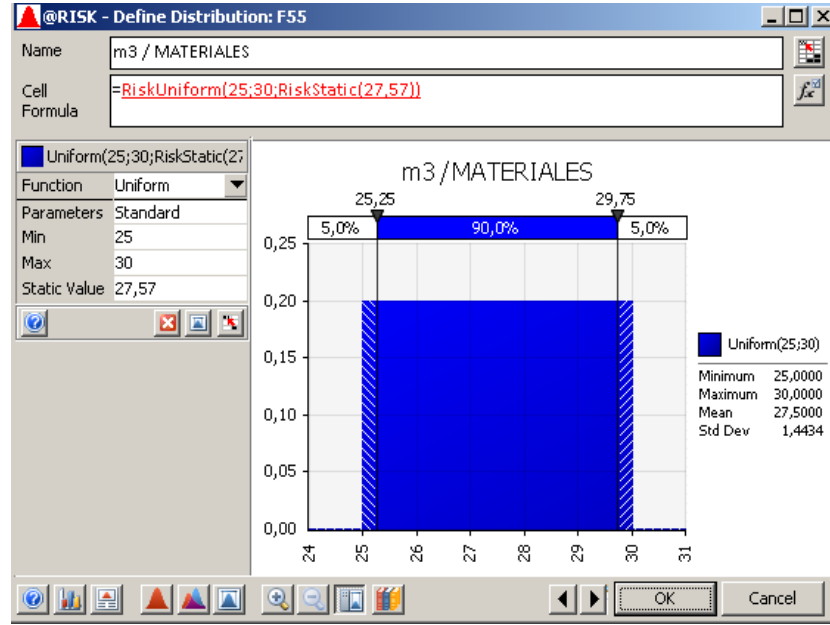 @RISK - Define Distribution: F55
Name
m3 / MATERIALES
Cell
Formula
=RiskUniform(25;30;RiskStatic(27,57))
Uniform(25;30;RiskStatic(27
Function Uniform
Parameters Standard
Min 25
Max 30
Static Value 27,57
m3/MATERIALES
25,25 29,75
5,0% 90,0% 5,0%
0,25
0,20
0,15
0,10
0,05
0,00
24 25 26 27 28 29 30 31
Uniform(25;30)
Minimum 25,0000
Maximum 30,0000
Mean 27,5000
Std Dev 1,4434
OK Cancel